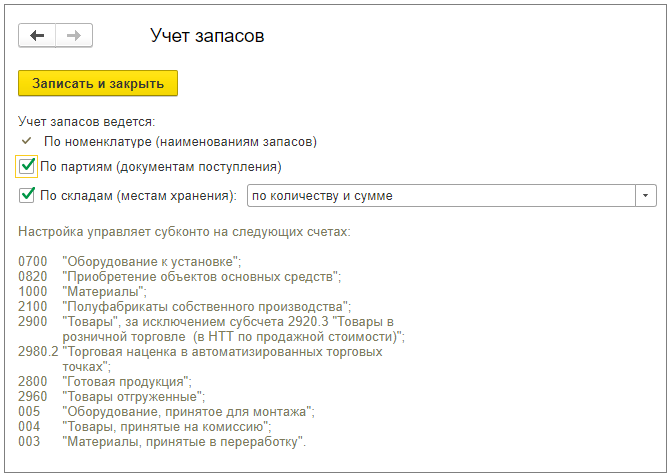 Учет запасов
Записать и закрыть
Учет запасов ведется:
По номенклатуре (наименованиям запасов)
По партиям (документам поступления)
По складам (местам хранения): по количеству и сумме
Настройка управляет субконто на следующих счетах:
0700 "Оборудование к установке";
0820 "Приобретение объектов основных средств";
1000 "Материалы";
2100 "Полуфабрикаты собственного производства";
2900 "Товары", за исключением субсчета 2920.3 "Товары в
розничной торговле (в НТТ по продажной стоимости)";
2980.2 "Торговая наценка в автоматизированных торговых
точках";
2800 "Готовая продукция";
2960 "Товары отгруженные";
005 "Оборудование, принятое для монтажа";
004 "Товары, принятые на комиссию";
003 "Материалы, принятые в переработку".